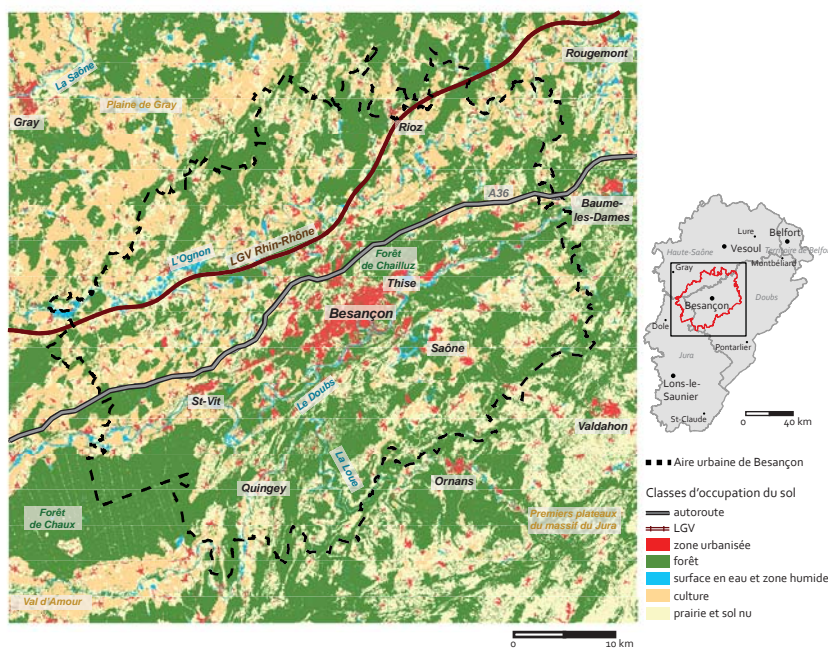 Rougemont
La Saône
Plaine de Gray
Gray
Rioz
A36
Baume-
les-Dames
L'Ognon
LGV Rhin-Rhône
Forêt
de Chailluz
Thise
Besançon
Saône
Le Doubs
St-Vit
Valdahon
La Loue
Quingey
Ornans
Forêt
de Chaux
Premiers plateaux
du massif du Jura
Val d'Amour
0 10 km
Lure
Belfort
Haute-Saône
Vesoul
Territoire de Belfort
Montbéliard
Gray
Doubs
Besançon
Dole
Pontarlier
Jura
Lons-le-
Saunier
St-Claude
0 40 km
Aire urbaine de Besançon
Classes d'occupation du sol
autoroute
LGV
zone urbanisée
forêt
surface en eau et zone humide
culture
prairie et sol nu